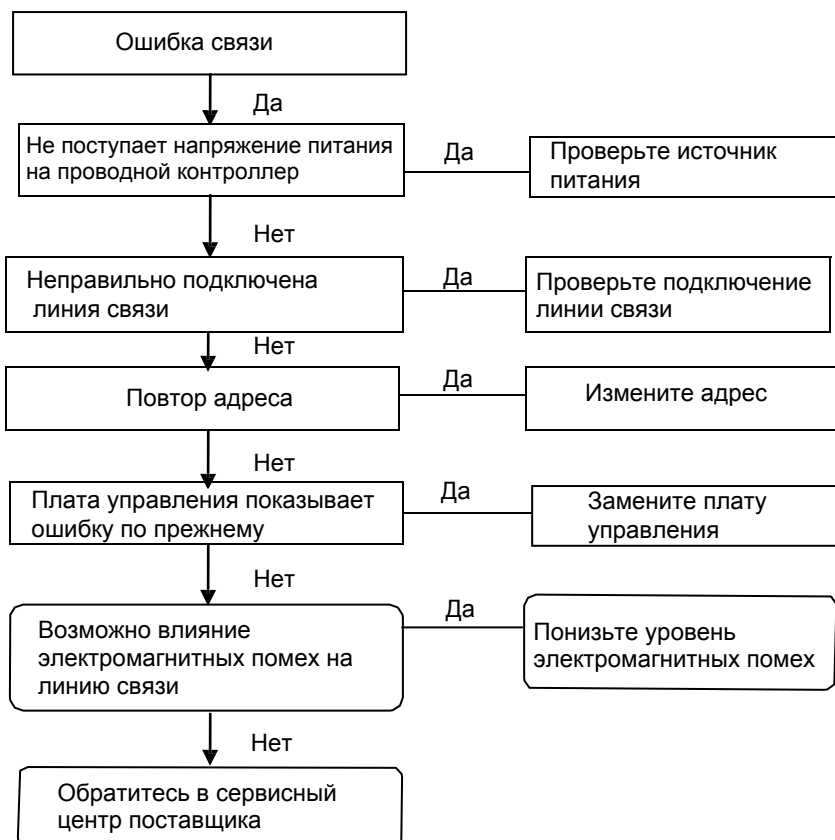 Ошибка связи
Да
Не поступает напряжение питания
на проводной контроллер
Да
Проверьте источник
питания
Нет
Неправильно подключена
линия связи
Да
Проверьте подключение
линии связи
Нет
Повтор адреса
Да
Измените адрес
Нет
Плата управления показывает
ошибку по прежнему
Да
Замените плату
управления
Нет
Возможно влияние
электромагнитных помех на
линию связи
Да
Понизьте уровень
электромагнитных помех
Нет
Обратитесь в сервисный
центр поставщика